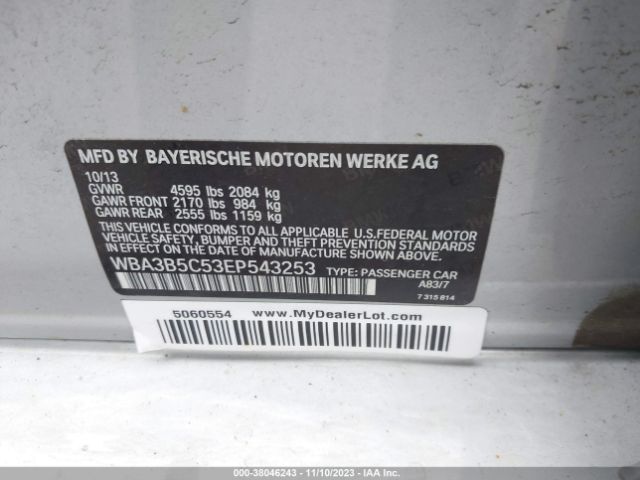 MFD BY BAYERISCHE MOTOREN WERKE AG
10/13
GVWR 4595 lbs 2084 kg
GAWR FRONT 2170 lbs 984 kg
GAWR REAR 2555 lbs 1159 kg
THIS VEHICLE CONFORMS TO ALL APPLICABLE U.S.FEDERAL MOTOR
VEHICLE SAFETY, BUMPER AND THEFT PREVENTION
STANDARDS IN EFFECT ON THE DATE OF MANUFACTURE SHOWN ABOVE.
WBA3B5C53EP543253 TYPE: PASSENGER CAR
A83/7
7 315 814
5060554 www.MyDealerLot.com
000-38046243 - 11/10/2023 - IAA Inc.